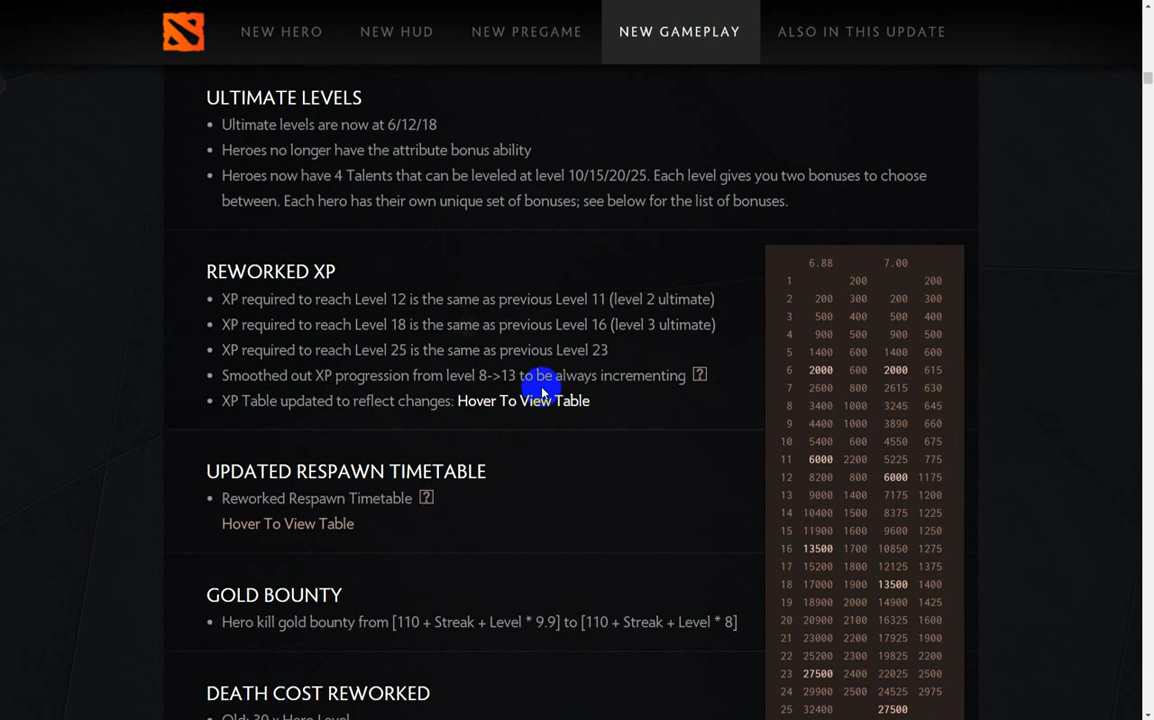 NEW HERO NEW HUD NEW PREGAME NEW GAMEPLAY ALSO IN THIS UPDATE
ULTIMATE LEVELS
• Ultimate levels are now at 6/12/18
• Heroes no longer have the attribute bonus ability
• Heroes now have 4 Talents that can be leveled at level 10/15/20/25. Each level gives you two bonuses to choose
between. Each hero has their own unique set of bonuses; see below for the list of bonuses.
REWORKED XP
• XP required to reach Level 12 is the same as previous Level 11 (level 2 ultimate)
• XP required to reach Level 18 is the same as previous Level 16 (level 3 ultimate)
• XP required to reach Level 25 is the same as previous Level 23
• Smoothed out XP progression from level 8->13 to be always incrementing ?
• XP Table updated to reflect changes: Hover To View Table
UPDATED RESPAWN TIMETABLE
• Reworked Respawn Timetable ?
Hover To View Table
GOLD BOUNTY
• Hero kill gold bounty from [110 + Streak + Level * 9.9] to [110 + Streak + Level * 8]
DEATH COST REWORKED
• Old: 30 x Hero Level
6.88 7.00
1 200 200
2 200 300 200 300
3 500 400 500 400
4 900 500 900 500
5 1400 600 1400 600
6 2000 600 2000 615
7 2600 800 2615 630
8 3400 1000 3245 645
9 4400 1000 3890 660
10 5400 600 4550 675
11 6000 2200 5225 775
12 8200 800 6000 1175
13 9000 1400 7175 1200
14 10400 1500 8375 1225
15 11900 1600 9600 1250
16 13500 1700 10850 1275
17 15200 1800 12125 1375
18 17000 1900 13500 1400
19 18900 2000 14900 1425
20 20900 2100 16325 1600
21 23000 2200 17925 1900
22 25200 2300 19825 2200
23 27500 2400 22025 2500
24 29900 2500 24525 2975
25 32400 27500